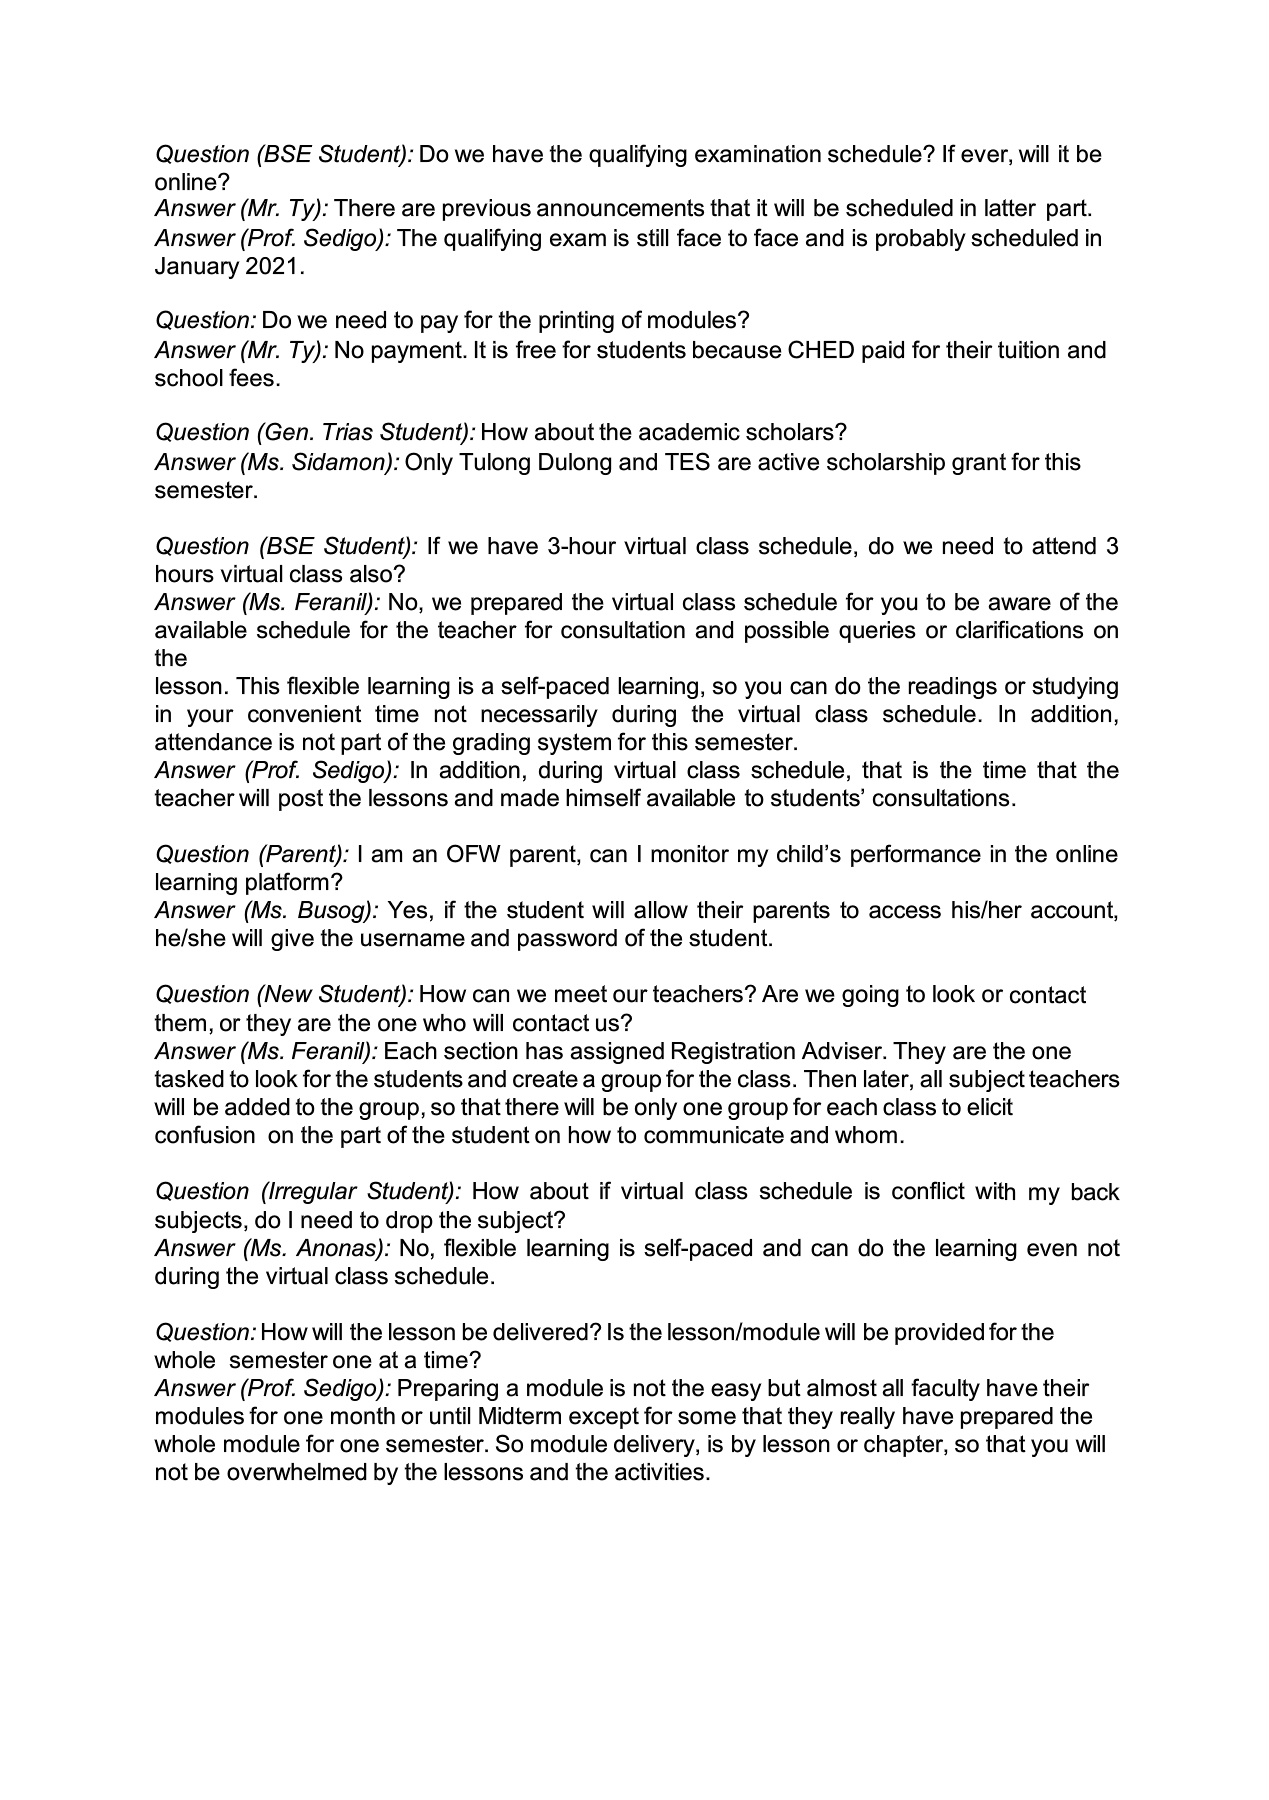 Question (BSE Student): Do we have the qualifying examination schedule? If ever, will it be
online?
Answer (Mr. Ty): There are previous announcements that it will be scheduled in latter part.
Answer (Prof. Sedigo): The qualifying exam is still face to face and is probably scheduled in
January 2021.
Question: Do we need to pay for the printing of modules?
Answer (Mr. Ty): No payment. It is free for students because CHED paid for their tuition and
school fees.
Question (Gen. Trias Student): How about the academic scholars?
Answer (Ms. Sidamon): Only Tulong Dulong and TES are active scholarship grant for this
semester.
Question (BSE Student): If we have 3-hour virtual class schedule, do we need to attend 3
hours virtual class also?
Answer (Ms. Feranil): No, we prepared the virtual class schedule for you to be aware of the
available schedule for the teacher for consultation and possible queries or clarifications on
the
lesson. This flexible learning is a self-paced learning, so you can do the readings or studying
in your convenient time not necessarily during the virtual class schedule. In addition,
attendance is not part of the grading system for this semester.
Answer (Prof. Sedigo): In addition, during virtual class schedule, that is the time that the
teacher will post the lessons and made himself available to students’ consultations.
Question (Parent): I am an OFW parent, can I monitor my child’s performance in the online
learning platform?
Answer (Ms. Busog): Yes, if the student will allow their parents to access his/her account,
he/she will give the username and password of the student.
Question (New Student): How can we meet our teachers? Are we going to look or contact
them, or they are the one who will contact us?
Answer (Ms. Feranil): Each section has assigned Registration Adviser. They are the one
tasked to look for the students and create a group for the class. Then later, all subject teachers
will be added to the group, so that there will be only one group for each class to elicit
confusion on the part of the student on how to communicate and whom.
Question (Irregular Student): How about if virtual class schedule is conflict with my back
subjects, do I need to drop the subject?
Answer (Ms. Anonas): No, flexible learning is self-paced and can do the learning even not
during the virtual class schedule.
Question: How will the lesson be delivered? Is the lesson/module will be provided for the
whole semester one at a time?
Answer (Prof. Sedigo): Preparing a module is not the easy but almost all faculty have their
modules for one month or until Midterm except for some that they really have prepared the
whole module for one semester. So module delivery, is by lesson or chapter, so that you will
not be overwhelmed by the lessons and the activities.